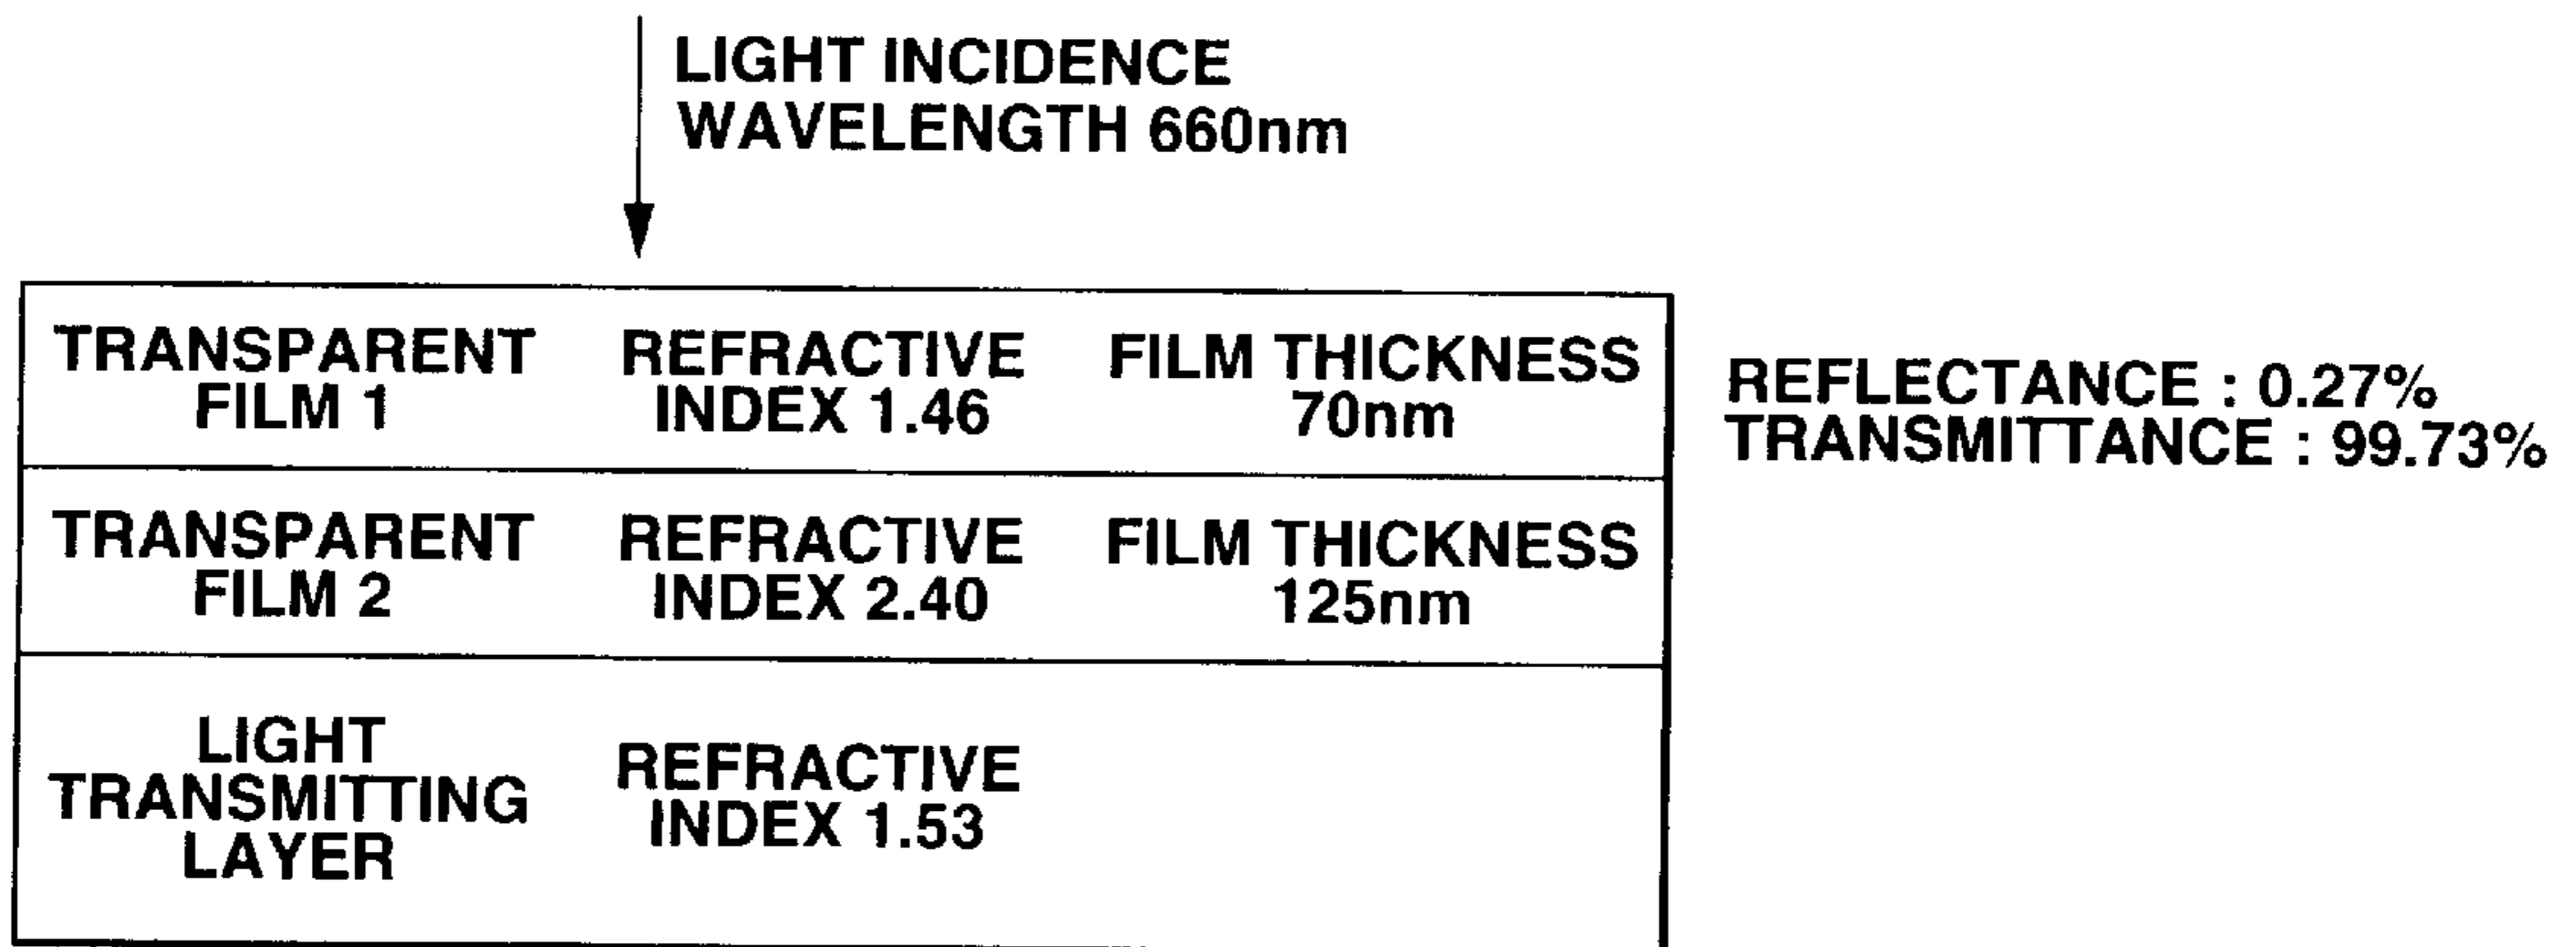 LIGHT INCIDENCE
WAVELENGTH 660nm
TRANSPARENT
FILM 1
REFRACTIVE
INDEX 1.46
FILM THICKNESS
70nm
REFLECTANCE : 0.27%
TRANSMITTANCE : 99.73%
TRANSPARENT
FILM 2
REFRACTIVE
INDEX 2.40
FILM THICKNESS
125nm
LIGHT
TRANSMITTING
LAYER
REFRACTIVE
INDEX 1.53